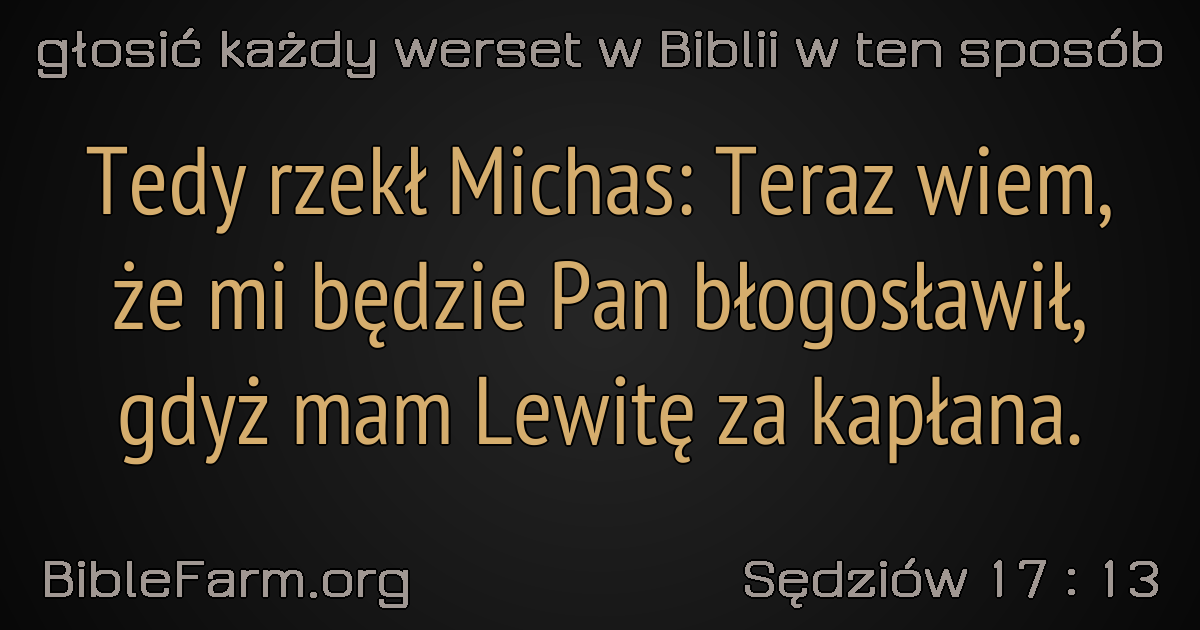 głosić każdy werset w Biblii w ten sposób
Tedy rzekł Michas: Teraz wiem,
że mi będzie Pan błogosławił,
gdyż mam Lewitę za kapłana.
BibleFarm.org
Sędziów 17 : 13